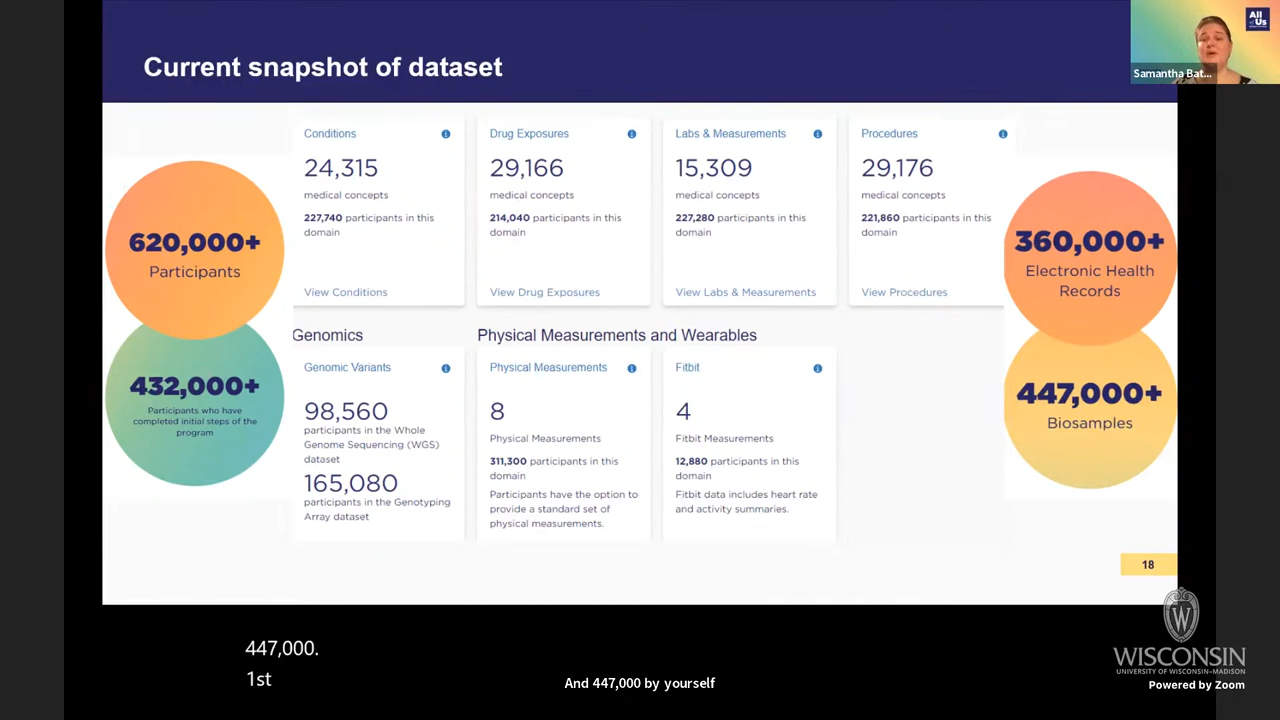 Current snapshot of dataset
All
of Us
Samantha Bat...
620,000+
Participants
432,000+
Participants who have
completed initial steps of the
program
Conditions
24,315
medical concepts
227,740 participants in this
domain
View Conditions
Drug Exposures
29,166
medical concepts
214,040 participants in this
domain
View Drug Exposures
Labs & Measurements
15,309
medical concepts
227,280 participants in this
domain
View Labs & Measurements
Procedures
29,176
medical concepts
221,860 participants in this
domain
View Procedures
360,000+
Electronic Health
Records
447,000+
Biosamples
Genomics
Genomic Variants
98,560
participants in the Whole
Genome Sequencing (WGS)
dataset
165,080
participants in the Genotyping
Array dataset
Physical Measurements and Wearables
Physical Measurements
8
Physical Measurements
311,300 participants in this
domain
Participants have the option to
provide a standard set of
physical measurements.
Fitbit
4
Fitbit Measurements
12,880 participants in this
domain
Fitbit data includes heart rate
and activity summaries.
18
447,000.
1st
And 447,000 by yourself
W
WISCONSIN
UNIVERSITY OF WISCONSIN–MADISON
Powered by Zoom